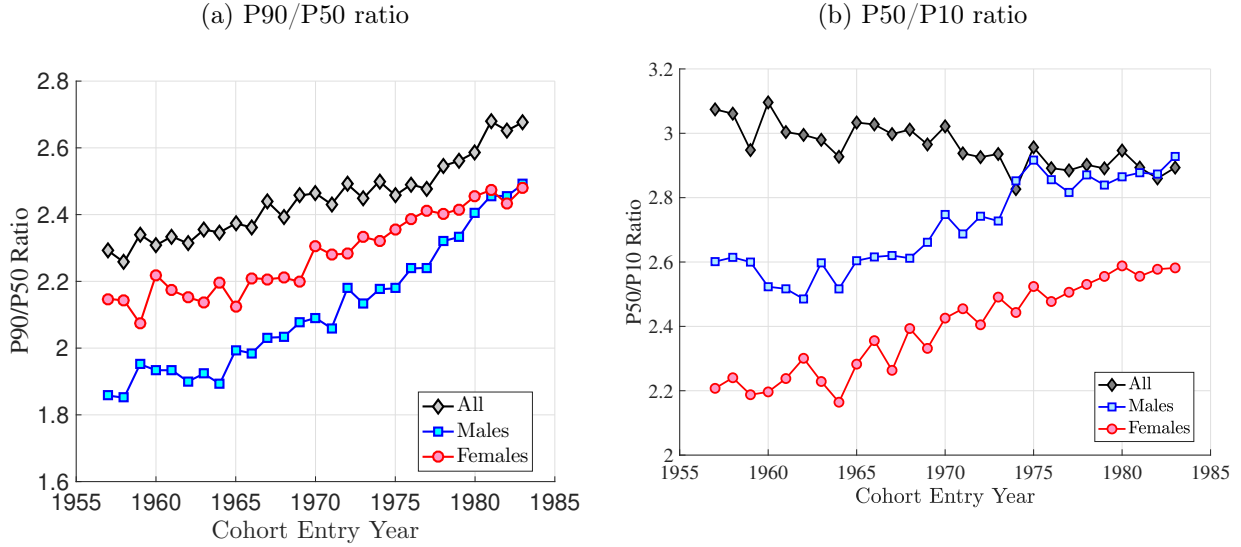 (a) P90/P50 ratio
2.8
2.6
2.4
2.2
2
1.8
1.6
P90/P50 Ratio
1955 1960 1965 1970 1975 1980 1985
Cohort Entry Year
All
Males
Females
(b) P50/P10 ratio
3.2
3
2.8
2.6
2.4
2.2
2
P50/P10 Ratio
1955 1960 1965 1970 1975 1980 1985
Cohort Entry Year
All
Males
Females